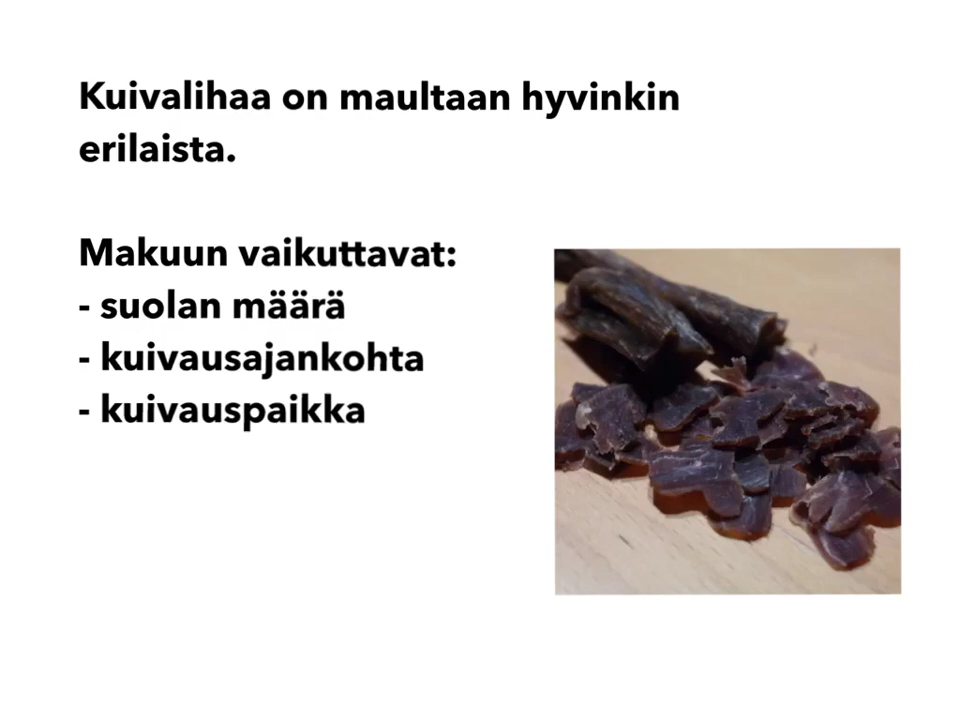 Kuivalihaa on maultaan hyvinkin
erilaista.
Makuun vaikuttavat:
- suolan määrä
- kuivausajankohta
- kuivauspaikka